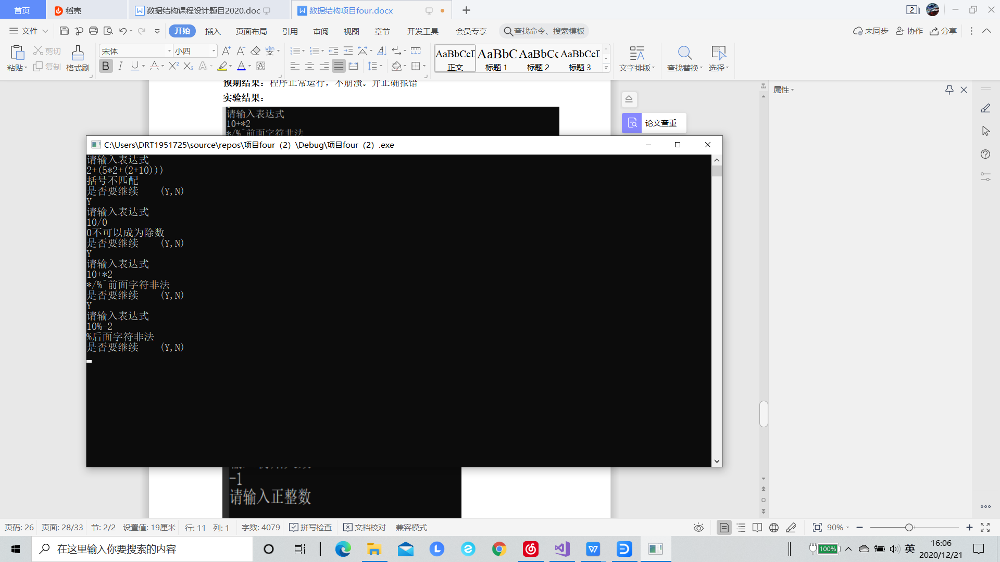 首页
稻壳
数据结构课程设计题目2020.doc
数据结构项目four.docx
2
文件
开始
插入
页面布局
引用
审阅
视图
章节
开发工具
会员专享
查找命令、搜索模板
未同步
协作
分享
粘贴
剪切
复制
格式刷
宋体
小四
AaBbCcD
正文
AaBbC
标题 1
AaBbCc
标题 2
AaBbCcD
标题 3
文字排版
查找替换
选择
预期结果：程序正常运行，不崩溃。并正确报错
实验结果：
请输入表达式
10+*2
*/%^前面字符非法
论文查重
属性
C:\Users\DRT1951725\source\repos\项目four（2）\Debug\项目four（2）.exe
请输入表达式
2+(5*2+(2+10)))
括号不匹配
是否要继续    (Y,N)
Y
请输入表达式
10/0
0不可以成为除数
是否要继续    (Y,N)
Y
请输入表达式
10+*2
*/%^前面字符非法
是否要继续    (Y,N)
Y
请输入表达式
10%-2
%后面字符非法
是否要继续    (Y,N)
-1
请输入正整数
页码: 26
页面: 28/33
节: 2/2
设置值: 19厘米
行: 11
列: 1
字数: 4079
拼写检查
文档校对
兼容模式
90%
在这里输入你要搜索的内容
100%
英
16:06
2020/12/21